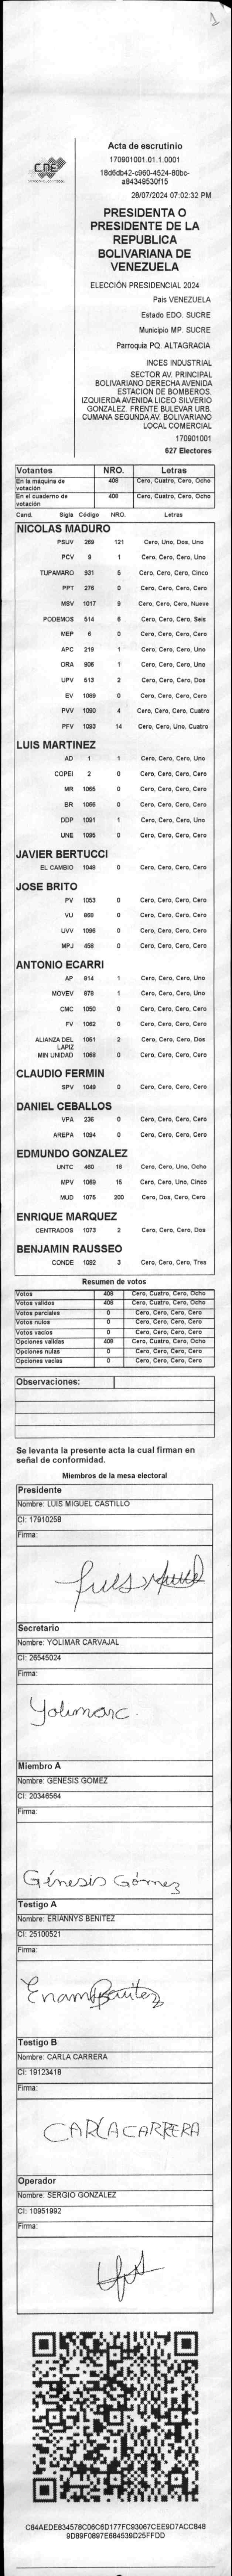 1
CNE
Acta de escrutinio
170901001.01.1.0001
18d6db42-c960-4524-80bc-
a84349530f15
28/07/2024 07:02:32 PM
PRESIDENTA O
PRESIDENTE DE LA
REPUBLICA
BOLIVARIANA DE
VENEZUELA
ELECCIÓN PRESIDENCIAL 2024
Pais VENEZUELA
Estado EDO. SUCRE
Municipio MP. SUCRE
Parroquia PQ. ALTAGRACIA
INCES INDUSTRIAL
SECTOR AV. PRINCIPAL
BOLIVARIANO DERECHA AVENIDA
ESTACION DE BOMBEROS.
IZQUIERDA AVENIDA LICEO SILVERIO
GONZALEZ. FRENTE BULEVAR URB.
CUMANA SEGUNDA AV. BOLIVARIANO
LOCAL COMERCIAL
170901001
627 Electores
Votantes NRO. Letras
En la máquina de votación 408 Cero, Cuatro, Cero, Ocho
En el cuaderno de votación 408 Cero, Cuatro, Cero, Ocho
Cand. Sigla Código NRO. Letras
NICOLAS MADURO
PSUV 269 121 Cero, Uno, Dos, Uno
PCV 9 1 Cero, Cero, Cero, Uno
TUPAMARO 931 5 Cero, Cero, Cero, Cinco
PPT 276 0 Cero, Cero, Cero, Cero
MSV 1017 9 Cero, Cero, Cero, Nueve
PODEMOS 514 6 Cero, Cero, Cero, Seis
MEP 6 0 Cero, Cero, Cero, Cero
APC 219 1 Cero, Cero, Cero, Uno
ORA 906 1 Cero, Cero, Cero, Uno
UPV 513 2 Cero, Cero, Cero, Dos
EV 1089 0 Cero, Cero, Cero, Cero
PVV 1090 4 Cero, Cero, Cero, Cuatro
PFV 1093 14 Cero, Cero, Uno, Cuatro
LUIS MARTINEZ
AD 1 1 Cero, Cero, Cero, Uno
COPEI 2 0 Cero, Cero, Cero, Cero
MR 1065 0 Cero, Cero, Cero, Cero
BR 1066 0 Cero, Cero, Cero, Cero
DDP 1091 1 Cero, Cero, Cero, Uno
UNE 1095 0 Cero, Cero, Cero, Cero
JAVIER BERTUCCI
EL CAMBIO 1048 0 Cero, Cero, Cero, Cero
JOSE BRITO
PV 1053 0 Cero, Cero, Cero, Cero
VU 868 0 Cero, Cero, Cero, Cero
UVV 1096 0 Cero, Cero, Cero, Cero
MPJ 458 0 Cero, Cero, Cero, Cero
ANTONIO ECARRI
AP 814 1 Cero, Cero, Cero, Uno
MOVEV 878 1 Cero, Cero, Cero, Uno
CMC 1050 0 Cero, Cero, Cero, Cero
FV 1062 0 Cero, Cero, Cero, Cero
ALIANZA DEL LAPIZ 1051 2 Cero, Cero, Cero, Dos
MIN UNIDAD 1068 0 Cero, Cero, Cero, Cero
CLAUDIO FERMIN
SPV 1049 0 Cero, Cero, Cero, Cero
DANIEL CEBALLOS
VPA 236 0 Cero, Cero, Cero, Cero
AREPA 1094 0 Cero, Cero, Cero, Cero
EDMUNDO GONZALEZ
UNTC 460 18 Cero, Cero, Uno, Ocho
MPV 1069 15 Cero, Cero, Uno, Cinco
MUD 1075 200 Cero, Dos, Cero, Cero
ENRIQUE MARQUEZ
CENTRADOS 1073 2 Cero, Cero, Cero, Dos
BENJAMIN RAUSSEO
CONDE 1092 3 Cero, Cero, Cero, Tres
Resumen de votos
Votos 408 Cero, Cuatro, Cero, Ocho
Votos validos 408 Cero, Cuatro, Cero, Ocho
Votos parciales 0 Cero, Cero, Cero, Cero
Votos nulos 0 Cero, Cero, Cero, Cero
Votos vacios 0 Cero, Cero, Cero, Cero
Opciones validas 408 Cero, Cuatro, Cero, Ocho
Opciones nulas 0 Cero, Cero, Cero, Cero
Opciones vacias 0 Cero, Cero, Cero, Cero
Observaciones:
Se levanta la presente acta la cual firman en
señal de conformidad.
Miembros de la mesa electoral
Presidente
Nombre: LUIS MIGUEL CASTILLO
CI: 17910258
Firma:
Secretario
Nombre: YOLIMAR CARVAJAL
CI: 26545024
Firma:
Yolimarc.
Miembro A
Nombre: GENESIS GOMEZ
CI: 20346564
Firma:
Génesis Gómez
Testigo A
Nombre: ERIANNYS BENITEZ
CI: 25100521
Firma:
Testigo B
Nombre: CARLA CARRERA
CI: 19123418
Firma:
CARLA CARRERA
Operador
Nombre: SERGIO GONZALEZ
CI: 10951992
Firma:
C84AEDE834578C06C6D177FC93067CEE9D7ACC848
9D89F0897E684539D25FFDD